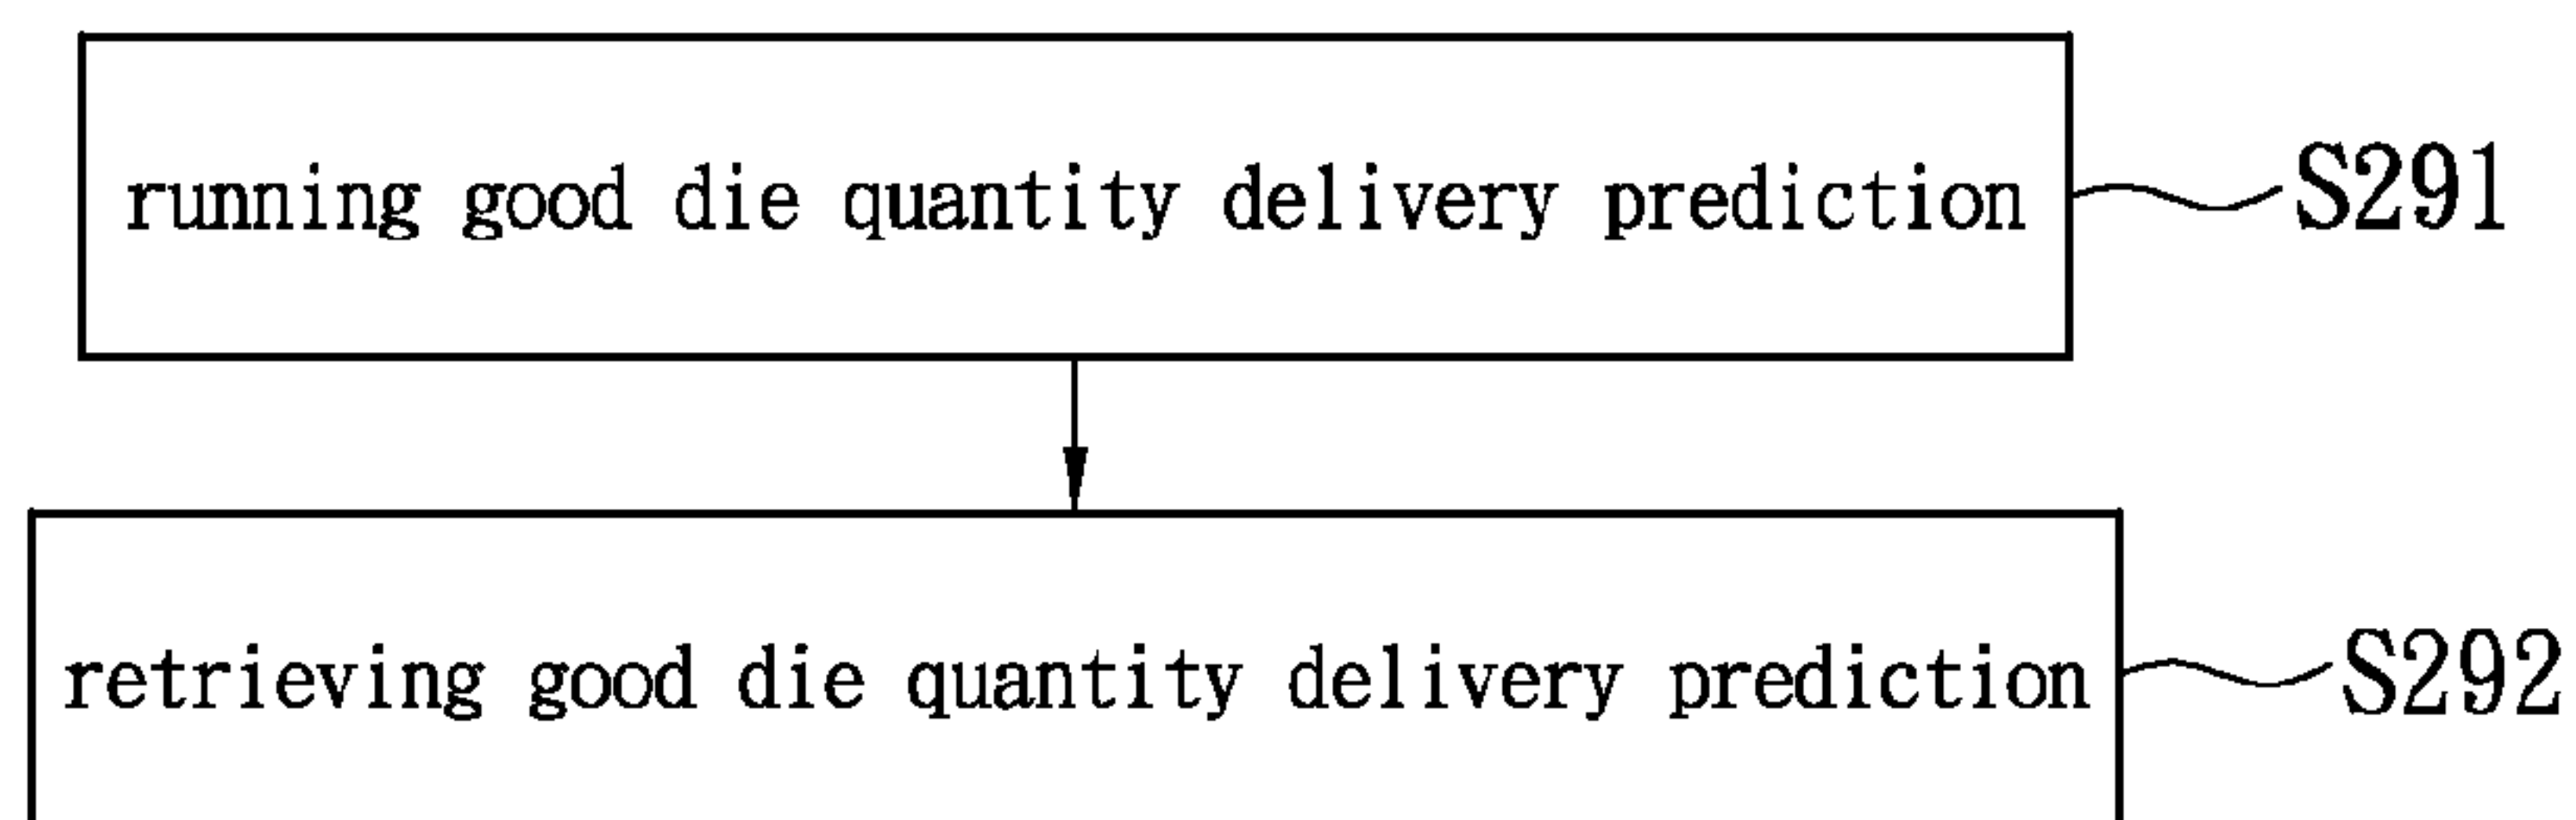 running good die quantity delivery prediction S291
retrieving good die quantity delivery prediction S292